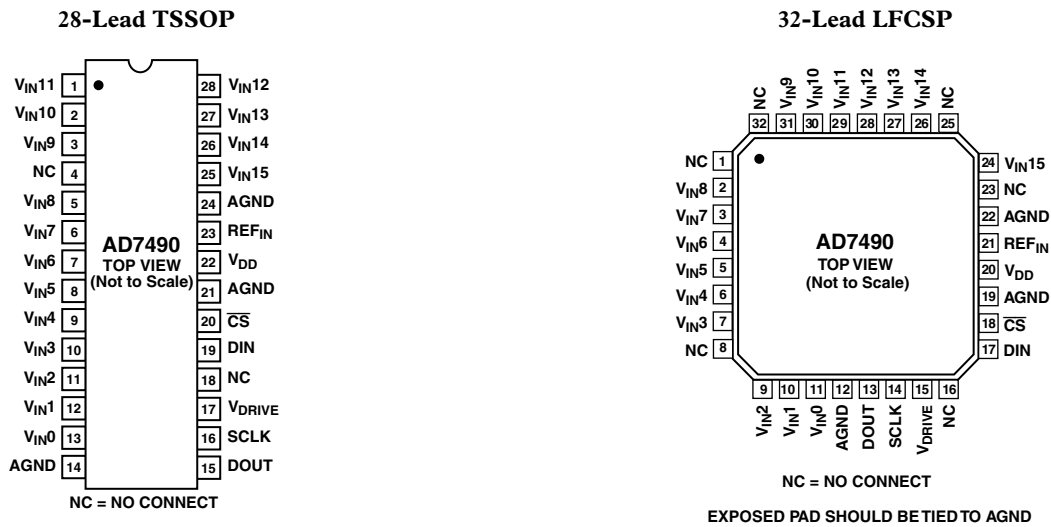 28-Lead TSSOP
VIN11 1
VIN10 2
VIN9 3
NC 4
VIN8 5
VIN7 6
VIN6 7
VIN5 8
VIN4 9
VIN3 10
VIN2 11
VIN1 12
VIN0 13
AGND 14
AD7490
TOP VIEW
(Not to Scale)
28 VIN12
27 VIN13
26 VIN14
25 VIN15
24 AGND
23 REFIN
22 VDD
21 AGND
20 CS
19 DIN
18 NC
17 VDRIVE
16 SCLK
15 DOUT
NC = NO CONNECT
32-Lead LFCSP
NC 32
VIN9 31
VIN10 30
VIN11 29
VIN12 28
VIN13 27
VIN14 26
NC 25
NC 1
VIN8 2
VIN7 3
VIN6 4
VIN5 5
VIN4 6
VIN3 7
NC 8
AD7490
TOP VIEW
(Not to Scale)
24 VIN15
23 NC
22 AGND
21 REFIN
20 VDD
19 AGND
18 CS
17 DIN
9 VIN2
10 VIN1
11 VIN0
12 AGND
13 DOUT
14 SCLK
15 VDRIVE
16 NC
NC = NO CONNECT
EXPOSED PAD SHOULD BE TIED TO AGND